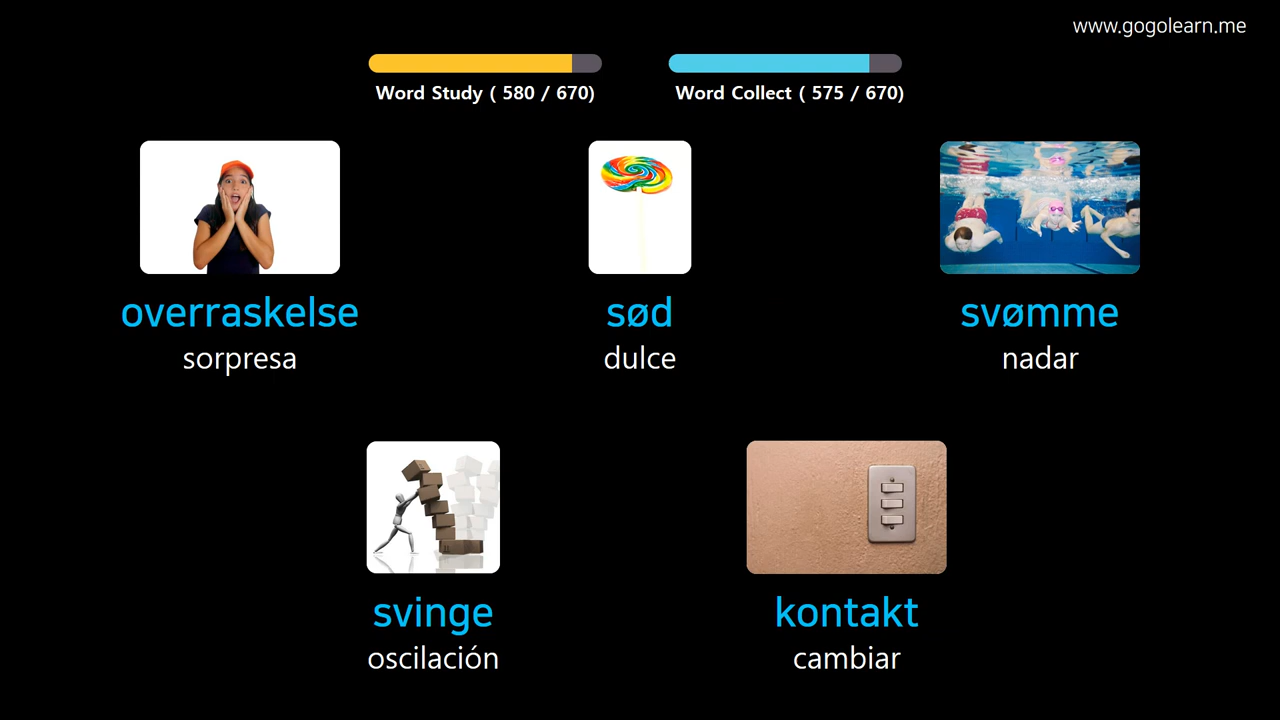 www.gogolearn.me
Word Study ( 580 / 670)
Word Collect ( 575 / 670)
overraskelse
sorpresa
sød
dulce
svømme
nadar
svinge
oscilación
kontakt
cambiar